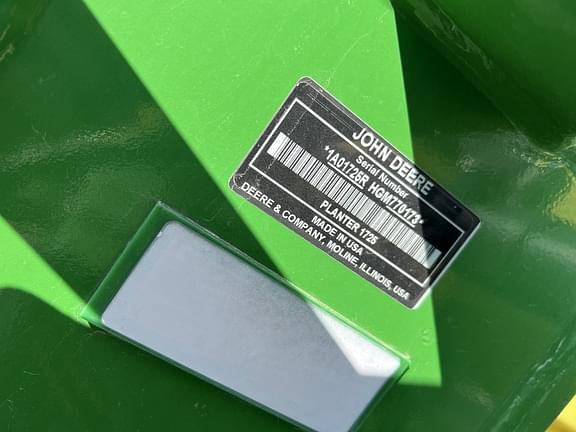 JOHN DEERE
Serial Number
*1A01725R HGM770173*
PLANTER 1725
MADE IN USA
DEERE & COMPANY, MOLINE, ILLINOIS, USA